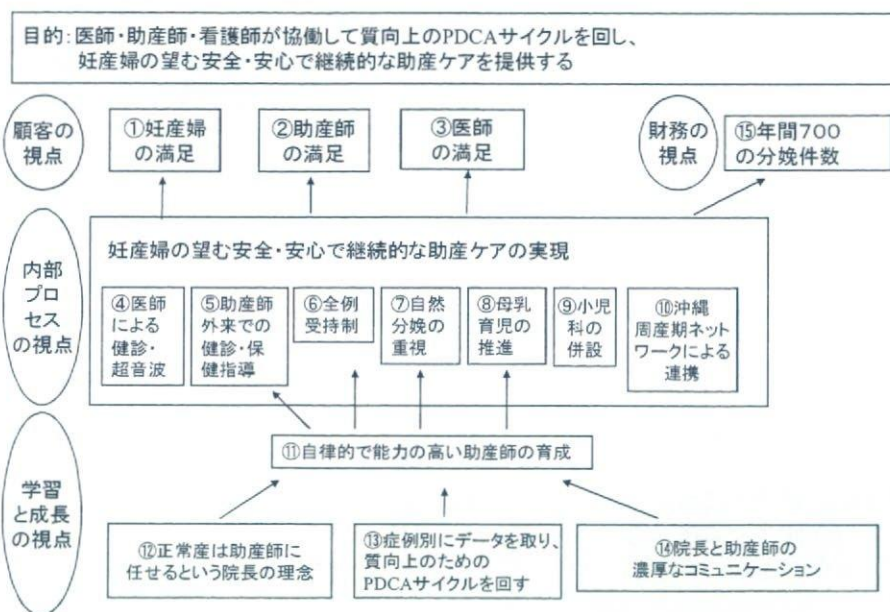 目的:医師・助産師・看護師が協働して質向上のPDCAサイクルを回し、
妊産婦の望む安全・安心で継続的な助産ケアを提供する
顧客の
視点
①妊産婦
の満足
②助産師
の満足
③医師
の満足
財務の
視点
⑮年間700
の分娩件数
内部
プロ
セス
の視点
妊産婦の望む安全・安心で継続的な助産ケアの実現
④医師
による
健診・
超音波
⑤助産師
外来での
健診・保
健指導
⑥全例
受持制
⑦自然
分娩の
重視
⑧母乳
育児の
推進
⑨小児
科の
併設
⑩沖縄
周産期ネット
ワークによる
連携
学習
と成長
の視点
⑪自律的で能力の高い助産師の育成
⑫正常産は助産師に
任せるという院長の理念
⑬症例別にデータを取り、
質向上のための
PDCAサイクルを回す
⑭院長と助産師の
濃厚なコミュニケーション